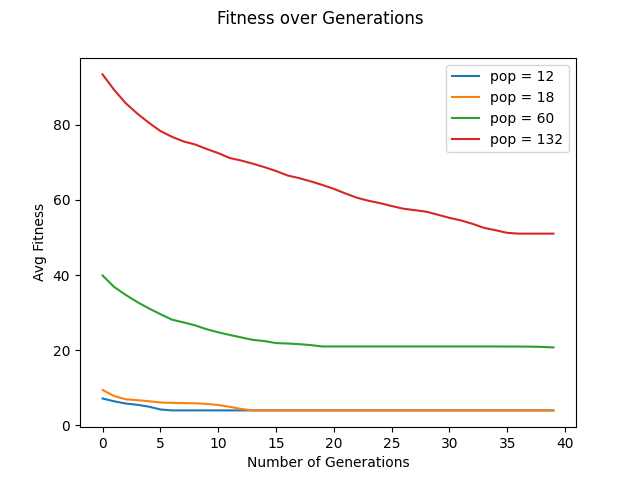 Fitness over Generations
pop = 12
pop = 18
pop = 60
pop = 132
Avg Fitness
80
60
40
20
0
0 5 10 15 20 25 30 35 40
Number of Generations